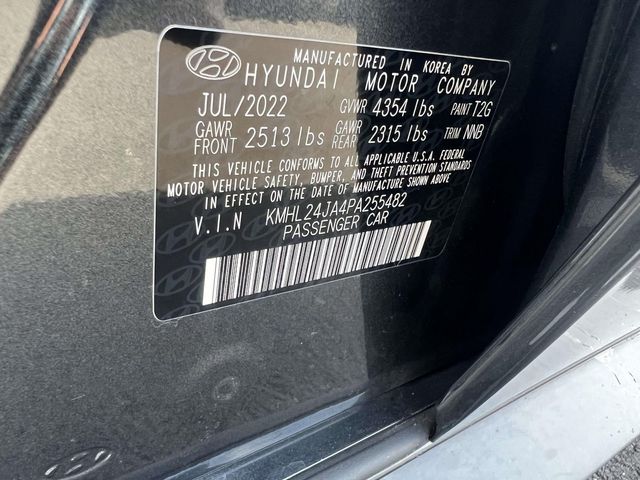 MANUFACTURED IN KOREA BY
HYUNDAI MOTOR COMPANY
JUL/2022 GVWR 4354 lbs PAINT T2G
GAWR FRONT 2513 lbs GAWR REAR 2315 lbs TRIM NNB
THIS VEHICLE CONFORMS TO ALL APPLICABLE U.S.A. FEDERAL
MOTOR VEHICLE SAFETY, BUMPER, AND THEFT PREVENTION STANDARDS
IN EFFECT ON THE DATE OF MANUFACTURE SHOWN ABOVE.
V.I.N KMHL24JA4PA255482
PASSENGER CAR